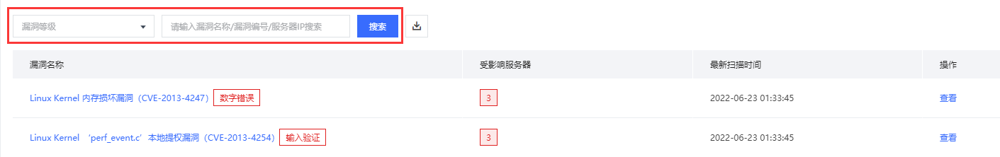 漏洞等级 请输入漏洞名称/漏洞编号/服务器IP搜索 搜索
漏洞名称 受影响服务器 最新扫描时间 操作
Linux Kernel 内存损坏漏洞（CVE-2013-4247） 数字错误 3 2022-06-23 01:33:45 查看
Linux Kernel ‘perf_event.c’本地提权漏洞（CVE-2013-4254） 输入验证 3 2022-06-23 01:33:45 查看